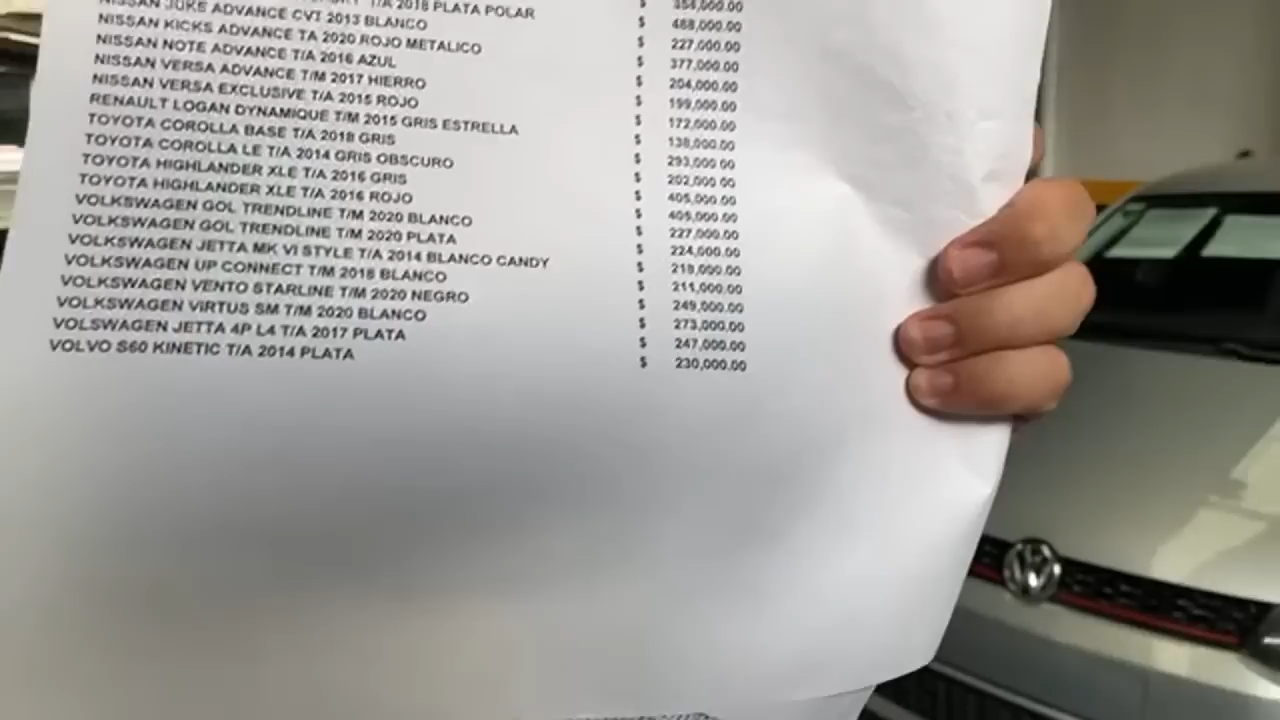 $ 354,000.00
T/A 2018 PLATA POLAR $ 488,000.00
NISSAN JUKE ADVANCE CVT 2013 BLANCO $ 227,000.00
NISSAN KICKS ADVANCE TA 2020 ROJO METALICO $ 377,000.00
NISSAN NOTE ADVANCE T/A 2016 AZUL $ 204,000.00
NISSAN VERSA ADVANCE T/M 2017 HIERRO $ 199,000.00
NISSAN VERSA EXCLUSIVE T/A 2015 ROJO $ 172,000.00
RENAULT LOGAN DYNAMIQUE T/M 2015 GRIS ESTRELLA $ 138,000.00
TOYOTA COROLLA BASE T/A 2018 GRIS $ 293,000.00
TOYOTA COROLLA LE T/A 2014 GRIS OBSCURO $ 202,000.00
TOYOTA HIGHLANDER XLE T/A 2016 GRIS $ 405,000.00
TOYOTA HIGHLANDER XLE T/A 2016 ROJO $ 405,000.00
VOLKSWAGEN GOL TRENDLINE T/M 2020 BLANCO $ 227,000.00
VOLKSWAGEN GOL TRENDLINE T/M 2020 PLATA $ 224,000.00
VOLKSWAGEN JETTA MK VI STYLE T/A 2014 BLANCO CANDY $ 219,000.00
VOLKSWAGEN UP CONNECT T/M 2018 BLANCO $ 211,000.00
VOLKSWAGEN VENTO STARLINE T/M 2020 NEGRO $ 249,000.00
VOLKSWAGEN VIRTUS SM T/M 2020 BLANCO $ 273,000.00
VOLSWAGEN JETTA 4P L4 T/A 2017 PLATA $ 247,000.00
VOLVO S60 KINETIC T/A 2014 PLATA $ 230,000.00